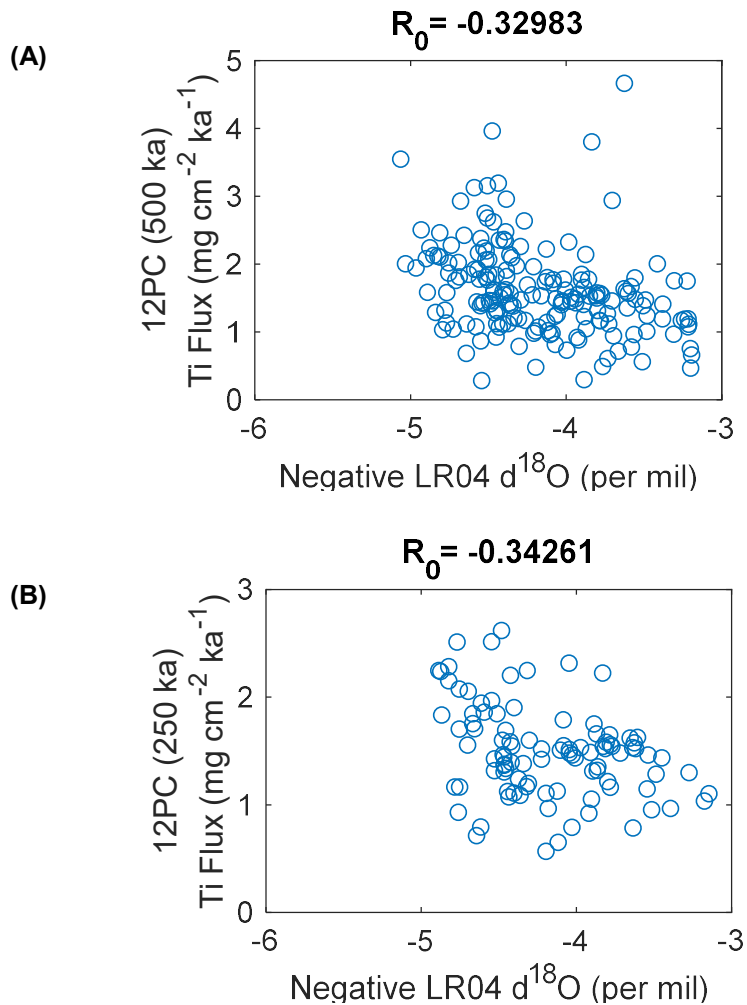 (A)
R0= -0.32983
12PC (500 ka)
Ti Flux (mg cm-2 ka-1)
5
4
3
2
1
0
-6 -5 -4 -3
Negative LR04 d18O (per mil)
(B)
R0= -0.34261
12PC (250 ka)
Ti Flux (mg cm-2 ka-1)
3
2
1
0
-6 -5 -4 -3
Negative LR04 d18O (per mil)